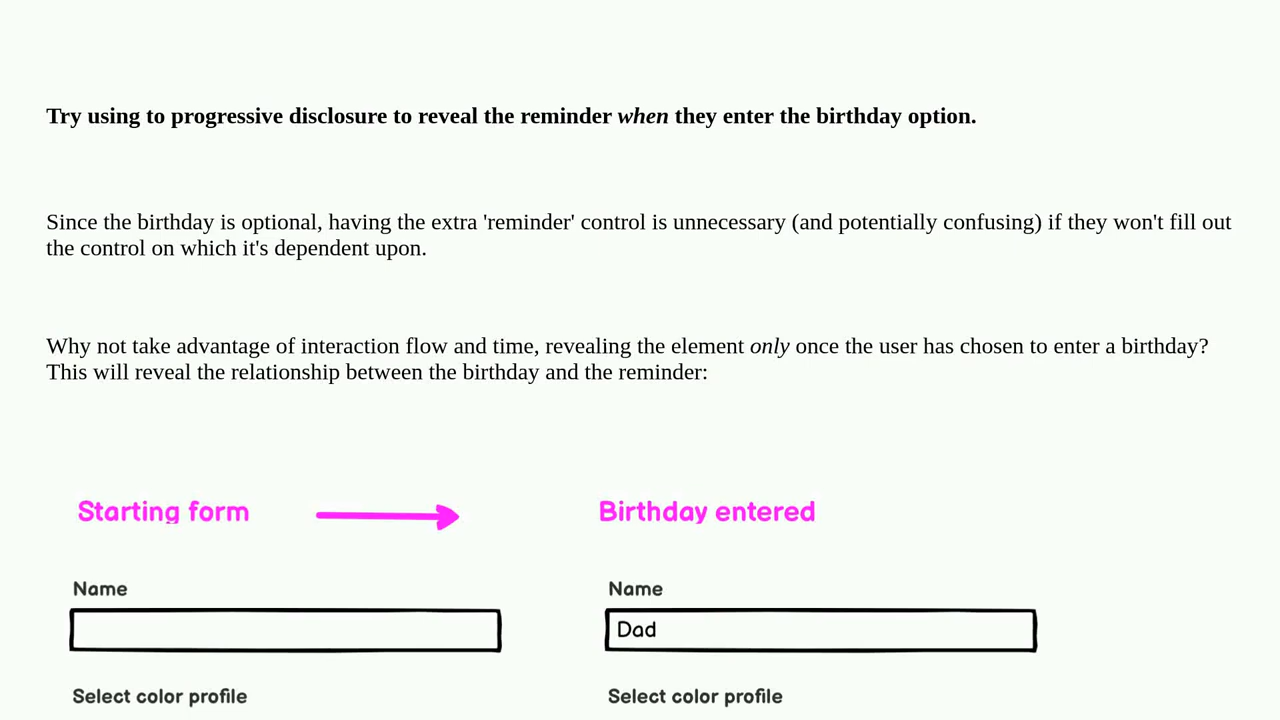 Try using to progressive disclosure to reveal the reminder when they enter the birthday option.
Since the birthday is optional, having the extra 'reminder' control is unnecessary (and potentially confusing) if they won't fill out
the control on which it's dependent upon.
Why not take advantage of interaction flow and time, revealing the element only once the user has chosen to enter a birthday?
This will reveal the relationship between the birthday and the reminder:
Starting form
Birthday entered
Name
Name
Dad
Select color profile
Select color profile